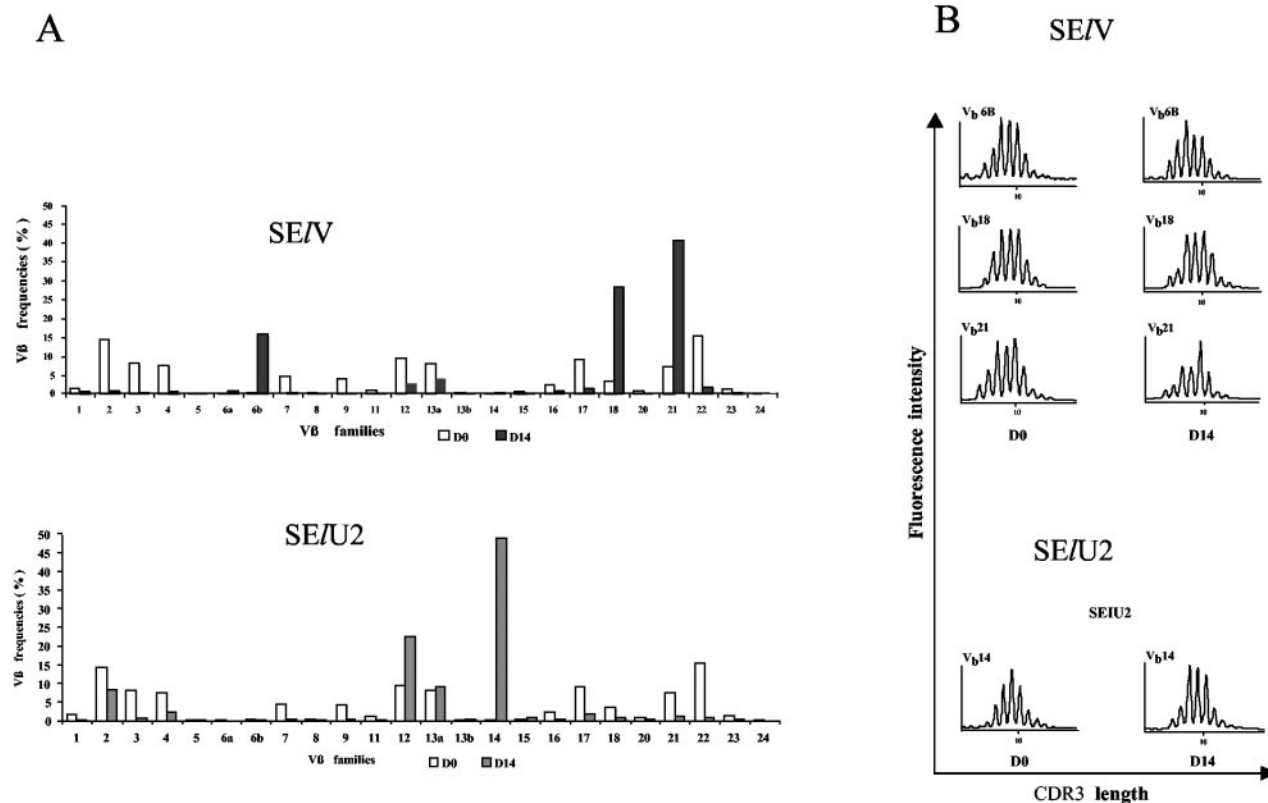 A
SElV
Vß frequencies ( % )
50
45
40
35
30
25
20
15
10
5
0
1 2 3 4 5 6a 6b 7 8 9 11 12 13a 13b 14 15 16 17 18 20 21 22 23 24
Vß families
D0 D14
SElU2
Vß frequencies ( % )
50
45
40
35
30
25
20
15
10
5
0
1 2 3 4 5 6a 6b 7 8 9 11 12 13a 13b 14 15 16 17 18 20 21 22 23 24
Vß families
D0 D14
B
SElV
Fluorescence intensity
Vb 6B Vb6B
10 10
Vb18 Vb18
10 10
Vb21 Vb21
10 10
D0 D14
SElU2
SEIU2
Vb14 Vb14
10 10
D0 D14
CDR3 length